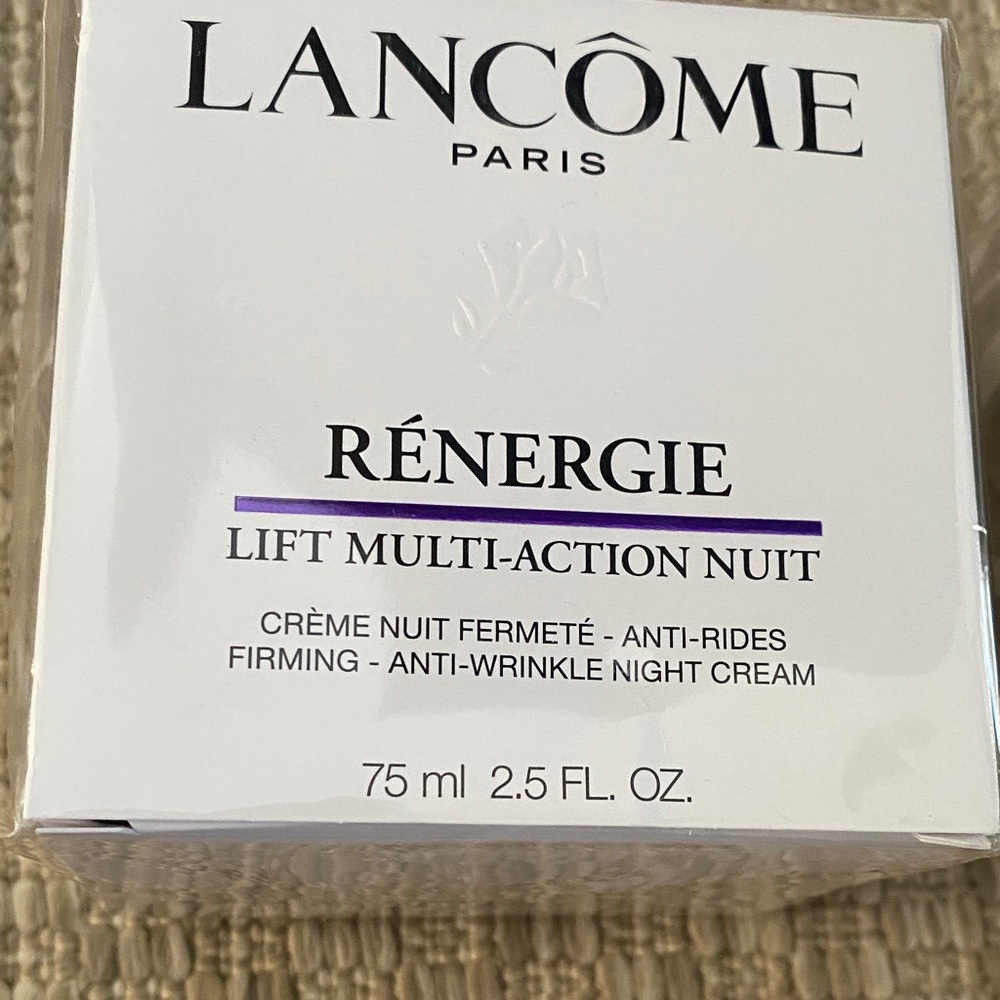 LANCÔME
PARIS
RÉNERGIE
LIFT MULTI-ACTION NUIT
CRÈME NUIT FERMETÉ - ANTI-RIDES
FIRMING - ANTI-WRINKLE NIGHT CREAM
75 ml 2.5 FL. OZ.